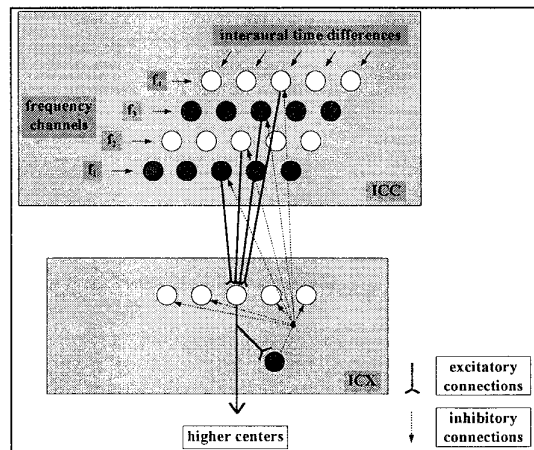 interaural time differences
f₄
frequency
channels
f₃
f₂
f₁
ICC
ICX
higher centers
excitatory
connections
inhibitory
connections